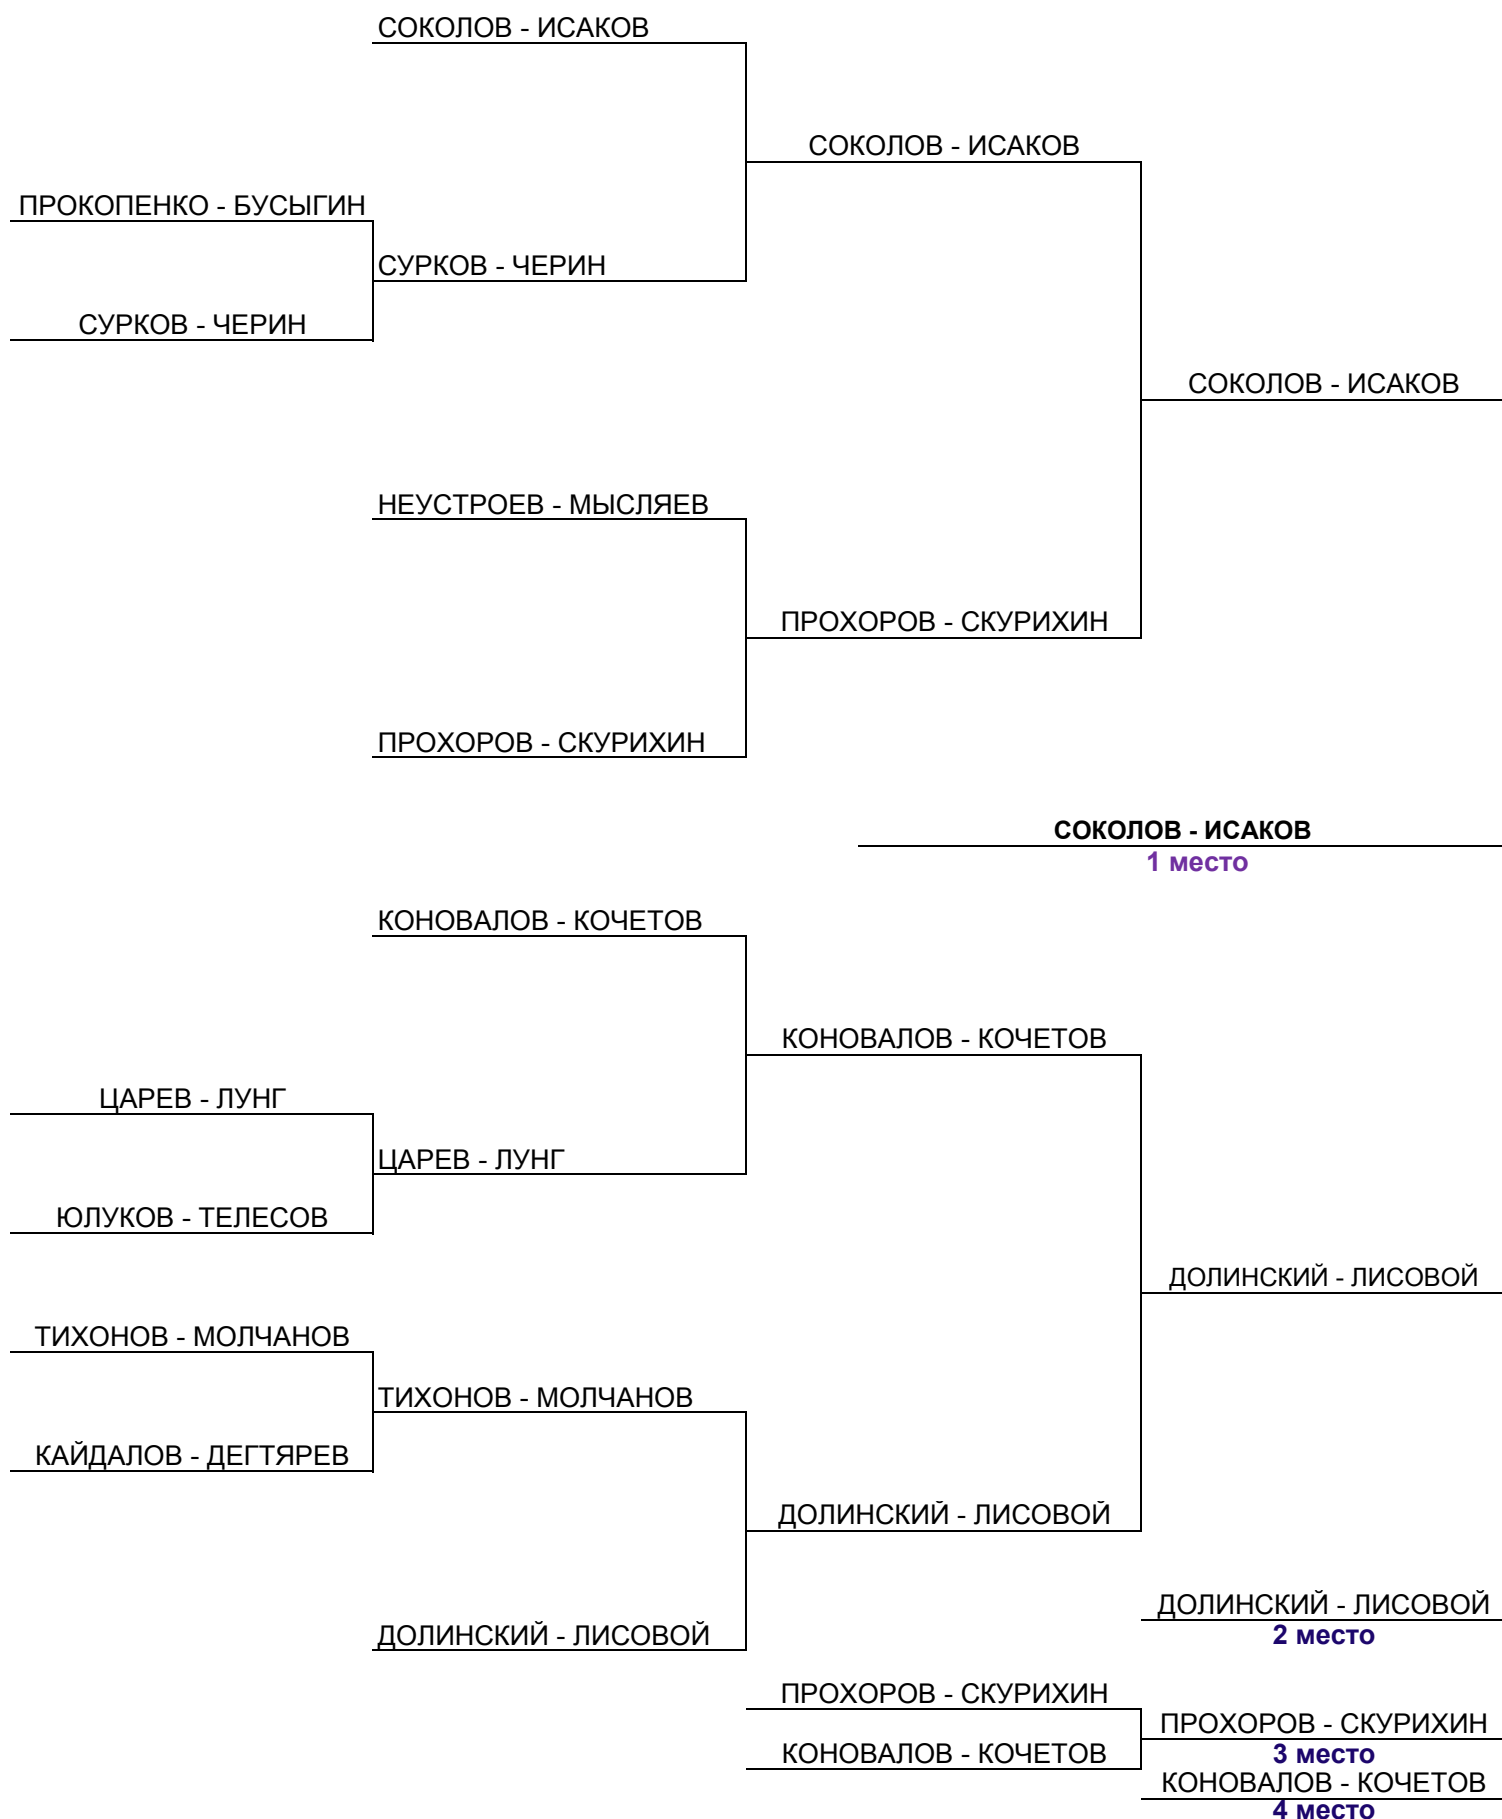 СОКОЛОВ - ИСАКОВ
СОКОЛОВ - ИСАКОВ
ПРОКОПЕНКО - БУСЫГИН
СУРКОВ - ЧЕРИН
СУРКОВ - ЧЕРИН
СОКОЛОВ - ИСАКОВ
НЕУСТРОЕВ - МЫСЛЯЕВ
ПРОХОРОВ - СКУРИХИН
ПРОХОРОВ - СКУРИХИН
СОКОЛОВ - ИСАКОВ
1 место
КОНОВАЛОВ - КОЧЕТОВ
КОНОВАЛОВ - КОЧЕТОВ
ЦАРЕВ - ЛУНГ
ЦАРЕВ - ЛУНГ
ЮЛУКОВ - ТЕЛЕСОВ
ДОЛИНСКИЙ - ЛИСОВОЙ
ТИХОНОВ - МОЛЧАНОВ
ТИХОНОВ - МОЛЧАНОВ
КАЙДАЛОВ - ДЕГТЯРЕВ
ДОЛИНСКИЙ - ЛИСОВОЙ
ДОЛИНСКИЙ - ЛИСОВОЙ
2 место
ДОЛИНСКИЙ - ЛИСОВОЙ
ПРОХОРОВ - СКУРИХИН
ПРОХОРОВ - СКУРИХИН
3 место
КОНОВАЛОВ - КОЧЕТОВ
КОНОВАЛОВ - КОЧЕТОВ
4 место